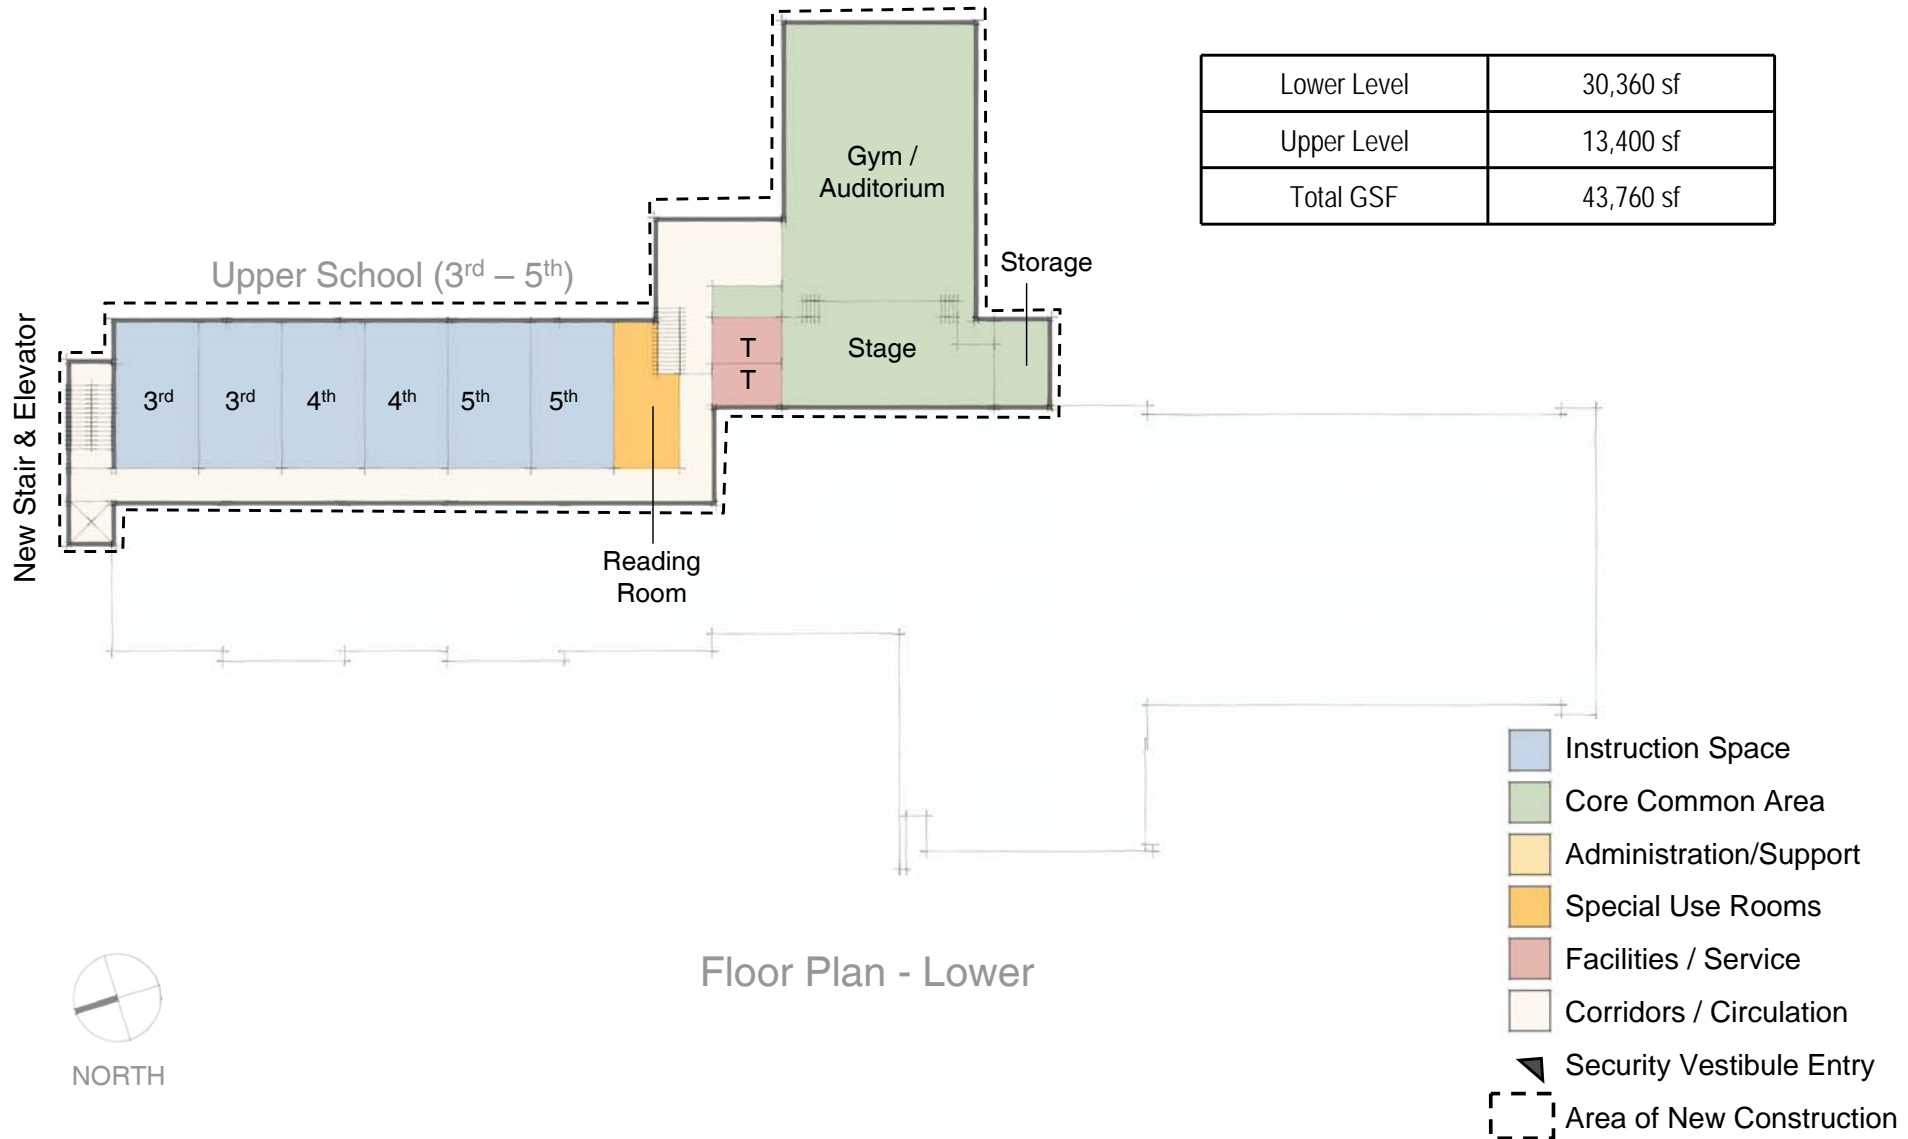 Lower Level 30,360 sf
Upper Level 13,400 sf
Total GSF 43,760 sf
Gym /
Auditorium
Storage
Upper School (3rd – 5th)
New Stair & Elevator
T
T
Stage
3rd 3rd 4th 4th 5th 5th
Reading
Room
Instruction Space
Core Common Area
Administration/Support
Special Use Rooms
Facilities / Service
Corridors / Circulation
Security Vestibule Entry
Area of New Construction
Floor Plan - Lower
NORTH